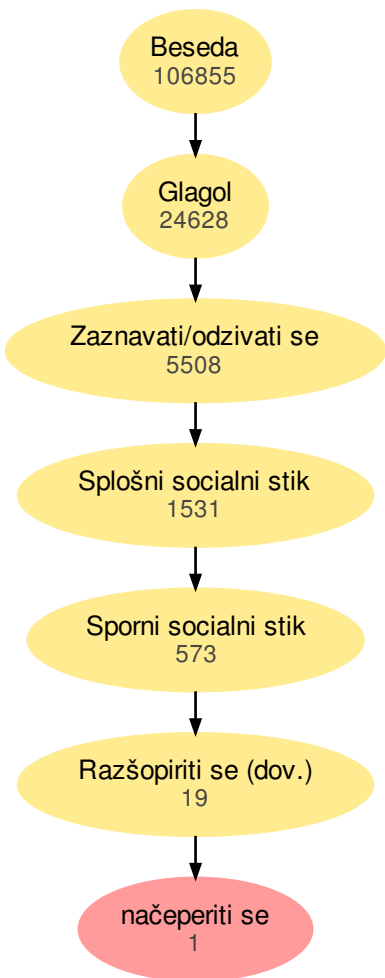 Beseda
106855
Glagol
24628
Zaznavati/odzivati se
5508
Splošni socialni stik
1531
Sporni socialni stik
573
Razšopiriti se (dov.)
19
načeperiti se
1